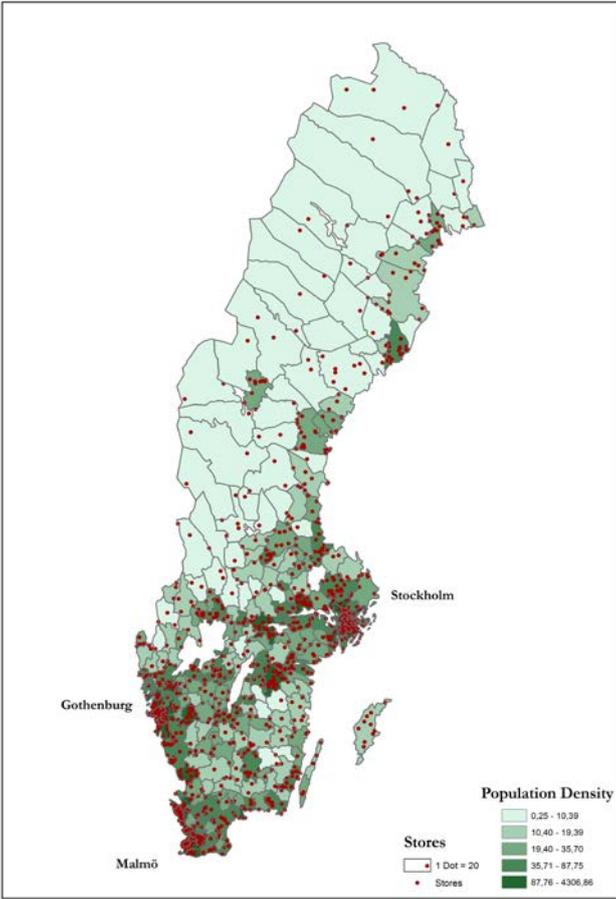 Stockholm
Gothenburg
Malmö
Stores
1 Dot = 20
Stores
Population Density
0,25 - 10,39
10,40 - 19,39
19,40 - 35,70
35,71 - 87,75
87,76 - 4306,86